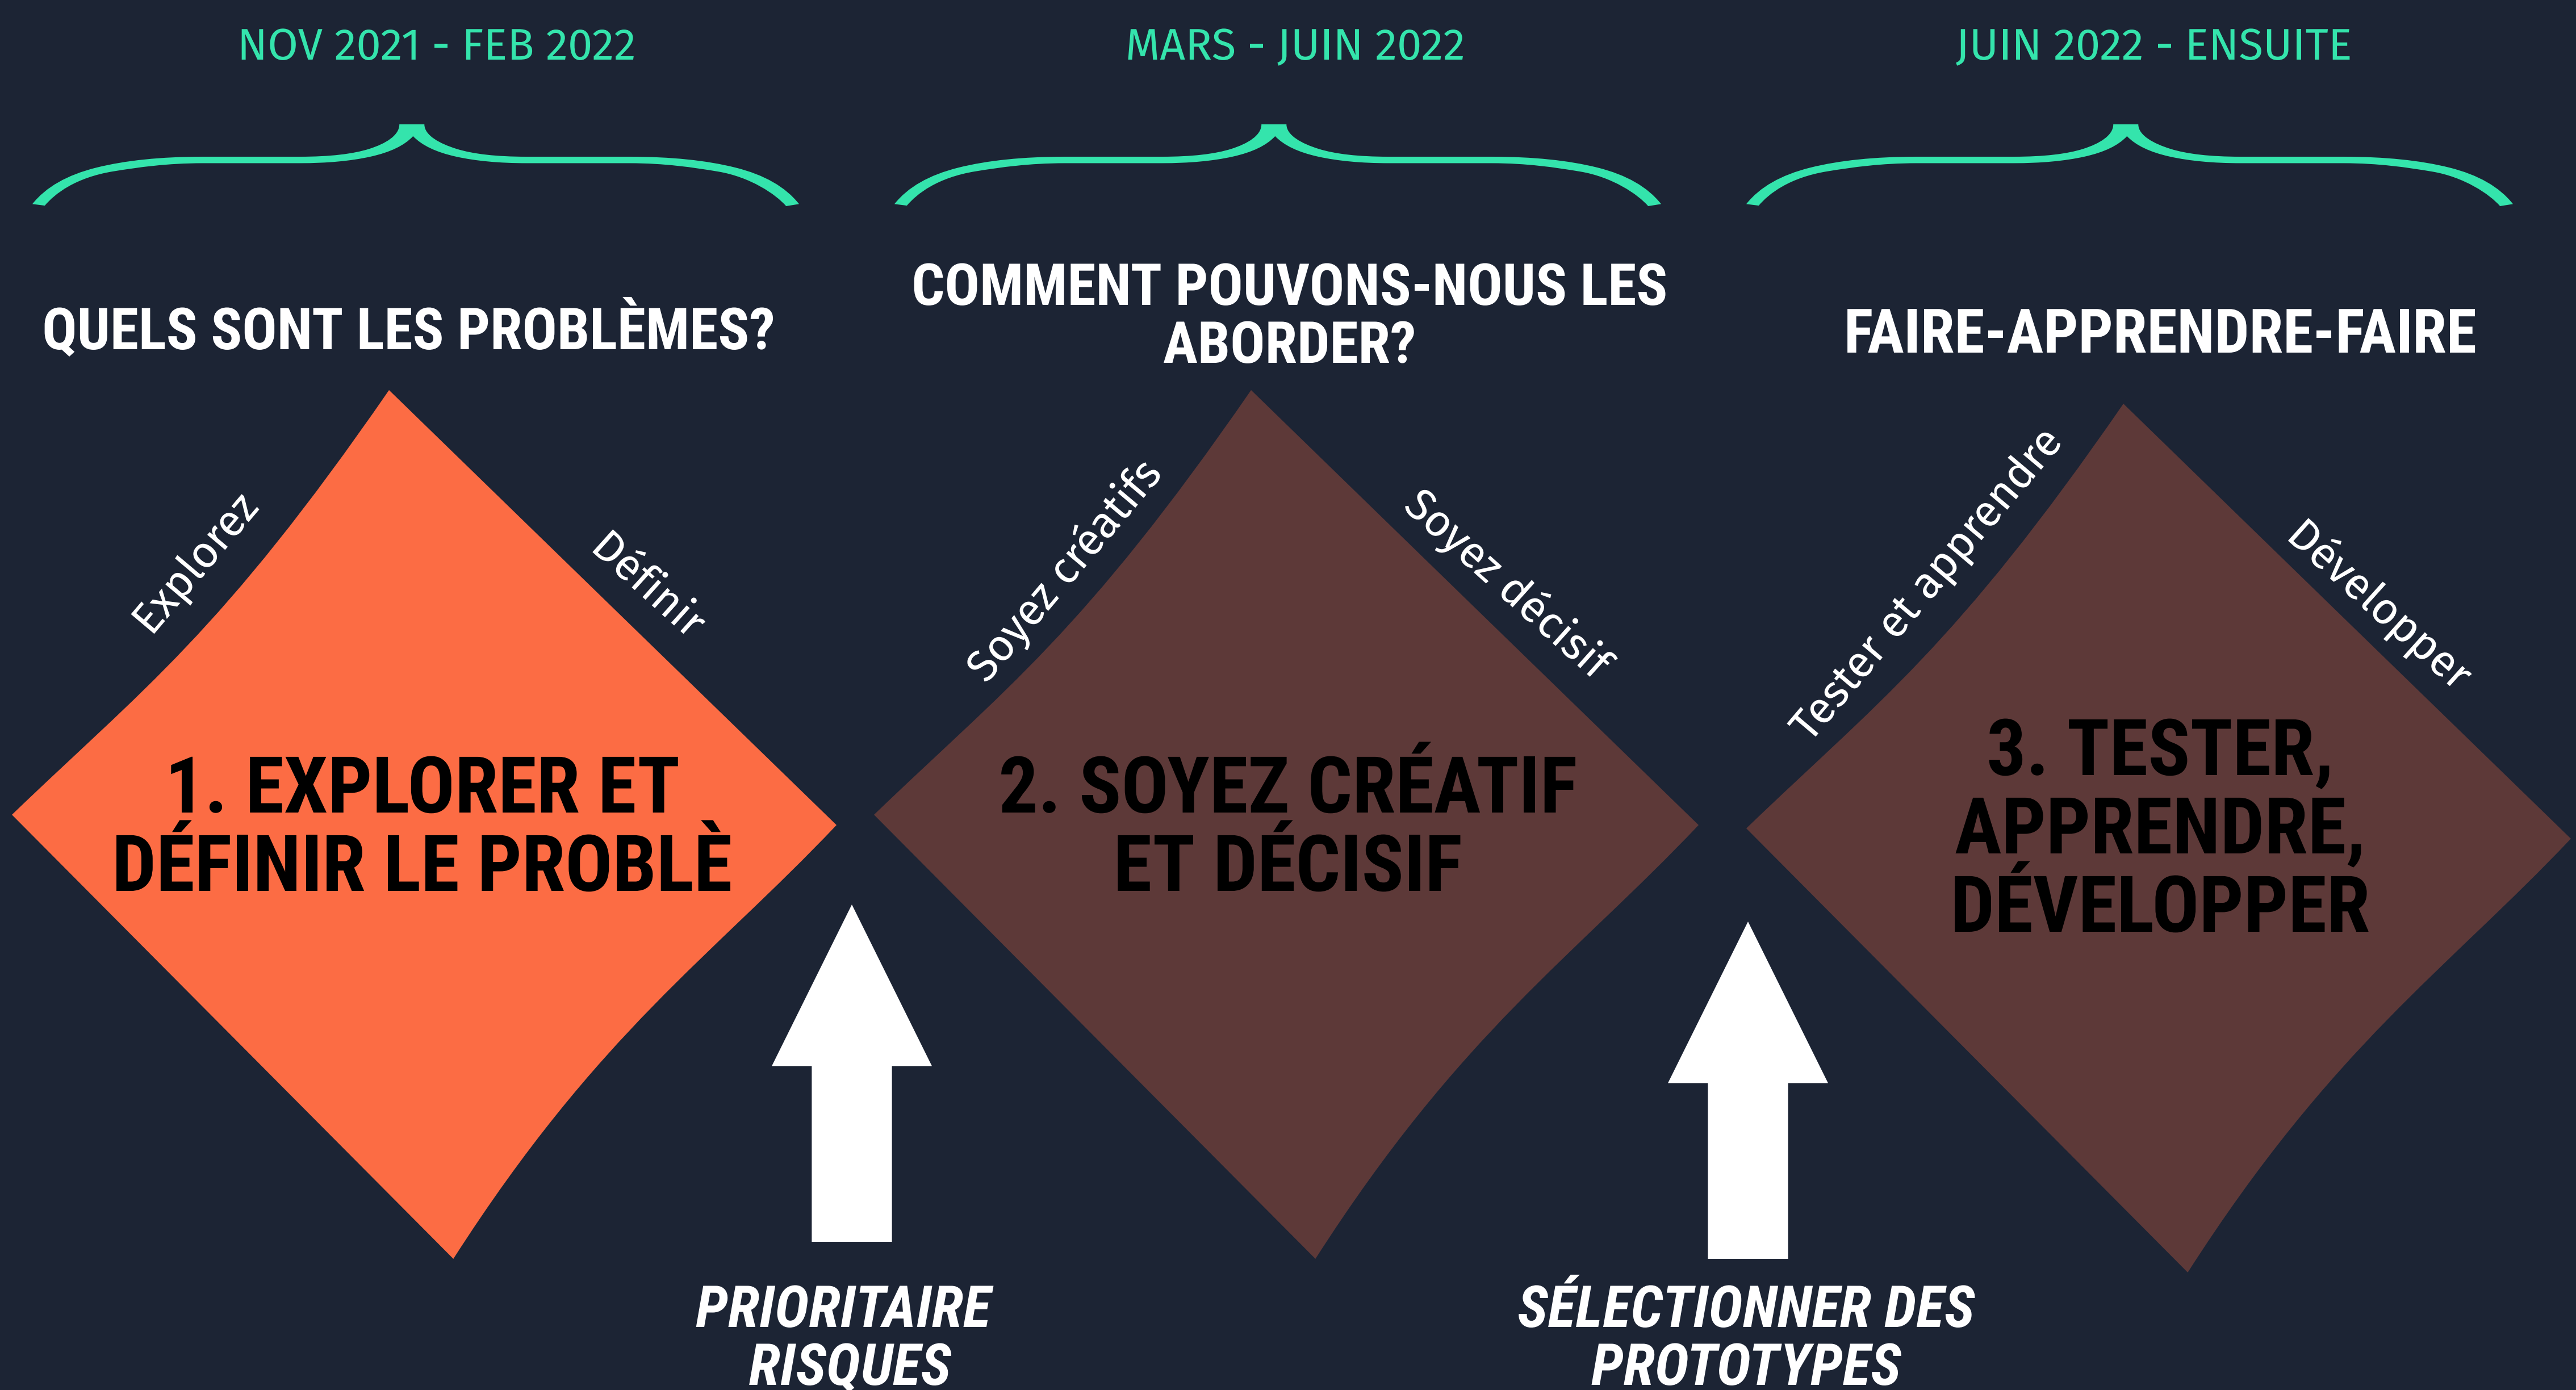 NOV 2021 - FEB 2022
MARS - JUIN 2022
JUIN 2022 - ENSUITE
QUELS SONT LES PROBLÈMES?
COMMENT POUVONS-NOUS LES
ABORDER?
FAIRE-APPRENDRE-FAIRE
Explorez
Définir
Soyez créatifs
Soyez décisif
Tester et apprendre
Développer
1. EXPLORER ET
DÉFINIR LE PROBLÈ
2. SOYEZ CRÉATIF
ET DÉCISIF
3. TESTER,
APPRENDRE,
DÉVELOPPER
PRIORITAIRE
RISQUES
SÉLECTIONNER DES
PROTOTYPES